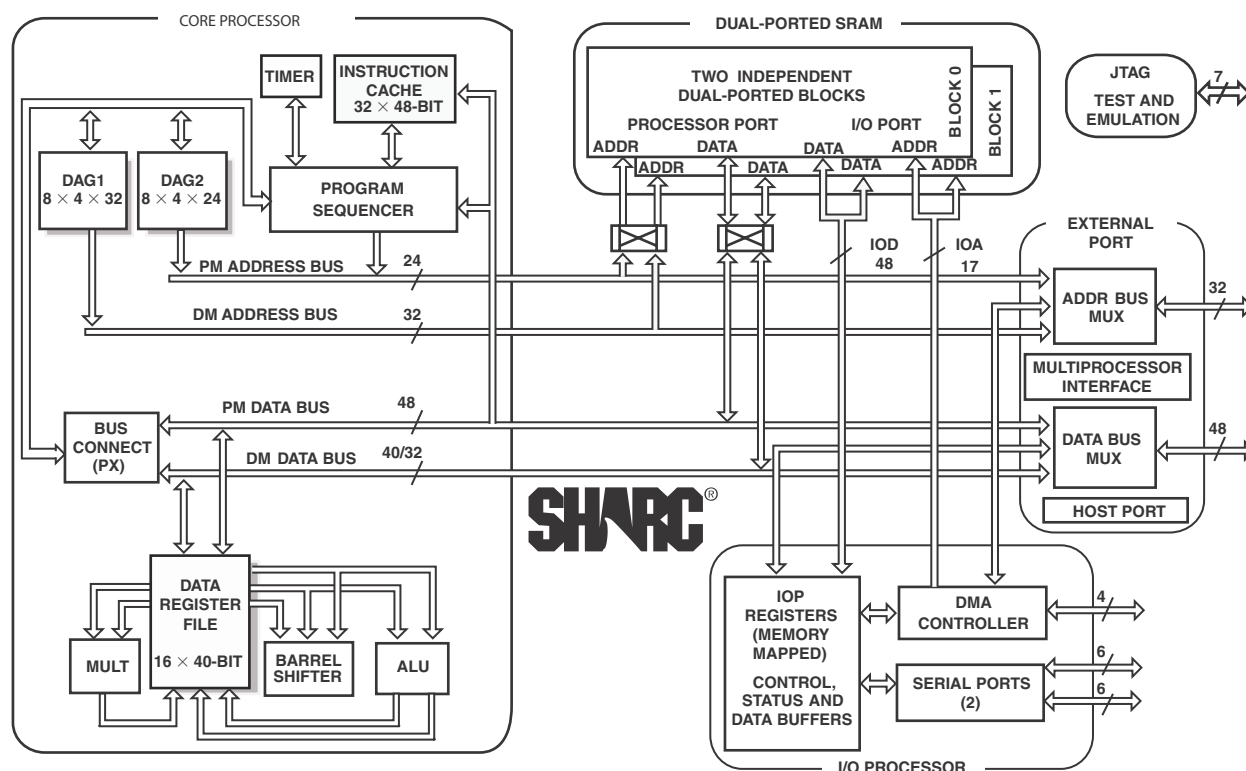 CORE PROCESSOR
TIMER
INSTRUCTION
CACHE
32 × 48-BIT
DAG1
8 × 4 × 32
DAG2
8 × 4 × 24
PROGRAM
SEQUENCER
PM ADDRESS BUS
24
DM ADDRESS BUS
32
PM DATA BUS
48
BUS
CONNECT
(PX)
DM DATA BUS
40/32
DATA
REGISTER
FILE
16 × 40-BIT
MULT
BARREL
SHIFTER
ALU
DUAL-PORTED SRAM
TWO INDEPENDENT
DUAL-PORTED BLOCKS
PROCESSOR PORT
I/O PORT
BLOCK 0
BLOCK 1
ADDR
DATA
DATA
ADDR
ADDR
DATA
DATA
ADDR
IOD
48
IOA
17
JTAG
TEST AND
EMULATION
7
EXTERNAL
PORT
ADDR BUS
MUX
32
MULTIPROCESSOR
INTERFACE
DATA BUS
MUX
48
HOST PORT
SHARC®
IOP
REGISTERS
(MEMORY
MAPPED)
CONTROL,
STATUS AND
DATA BUFFERS
DMA
CONTROLLER
4
SERIAL PORTS
(2)
6
6
I/O PROCESSOR